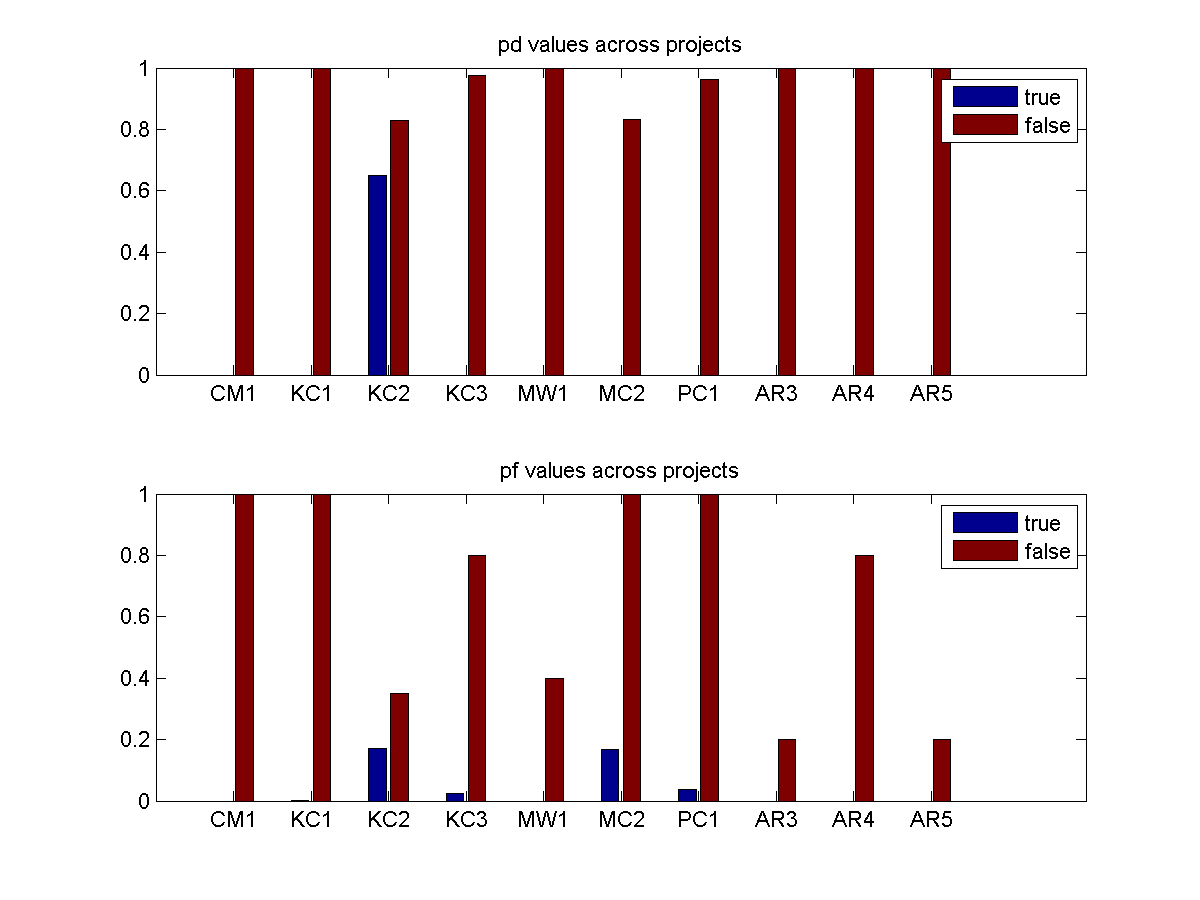 pd values across projects
1
0.8
0.6
0.4
0.2
0
true
false
CM1 KC1 KC2 KC3 MW1 MC2 PC1 AR3 AR4 AR5
pf values across projects
1
0.8
0.6
0.4
0.2
0
true
false
CM1 KC1 KC2 KC3 MW1 MC2 PC1 AR3 AR4 AR5